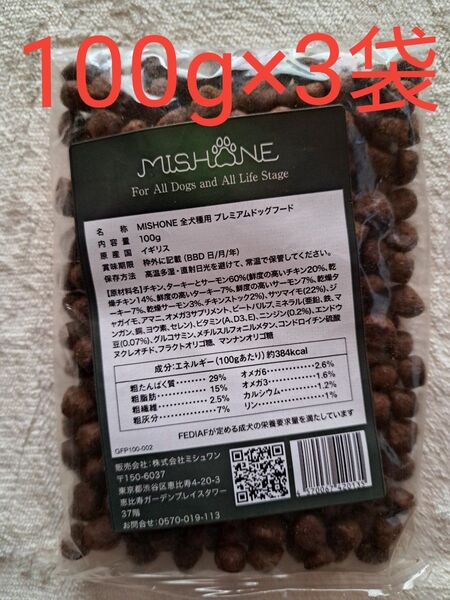 100g×3袋
MISHONE
For All Dogs and All Life Stage
名 称 MISHONE 全犬種用 プレミアムドッグフード
内容量 100g
原産国 イギリス
賞味期限 枠外に記載 (BBD 日/月/年)
保存方法 高温多湿・直射日光を避けて、常温で保管してください。
【原材料名】チキン、ターキーとサーモン60%(鮮度の高いチキン20%、乾
燥チキン14%、鮮度の高いターキー7%、鮮度の高いサーモン7%、乾燥タ
ーキー7%、乾燥サーモン3%、チキンストック2%)、サツマイモ(22%)、ジ
ャガイモ、アマニ、オメガ3サプリメント、ビートパルプ、ミネラル(亜鉛、鉄、マ
ンガン、銅、ヨウ素、セレン)、ビタミン(A、D3、E)、ニンジン(0.2%)、エンド
豆(0.07%)、グルコサミン、メチルスルフォニルメタン、コンドロイチン硫酸
ヌクレオチド、フラクトオリゴ糖、マンナンオリゴ糖
成分:エネルギー(100gあたり)約384kcal
粗たんぱく質 ……… 29% オメガ6 ……… 2.6%
粗脂肪 ……… 15% オメガ3 ……… 1.6%
粗繊維 ……… 2.5% カルシウム ……… 1.2%
粗灰分 ……… 7% リン ……… 1%
FEDIAFが定める成犬の栄養要求量を満たしています
GFP100-002
販売会社:株式会社ミシュワン
〒150-6037
東京都渋谷区恵比寿4-20-3
恵比寿ガーデンプレイスタワー
37階
お問合せ:0570-019-113
4570067420135